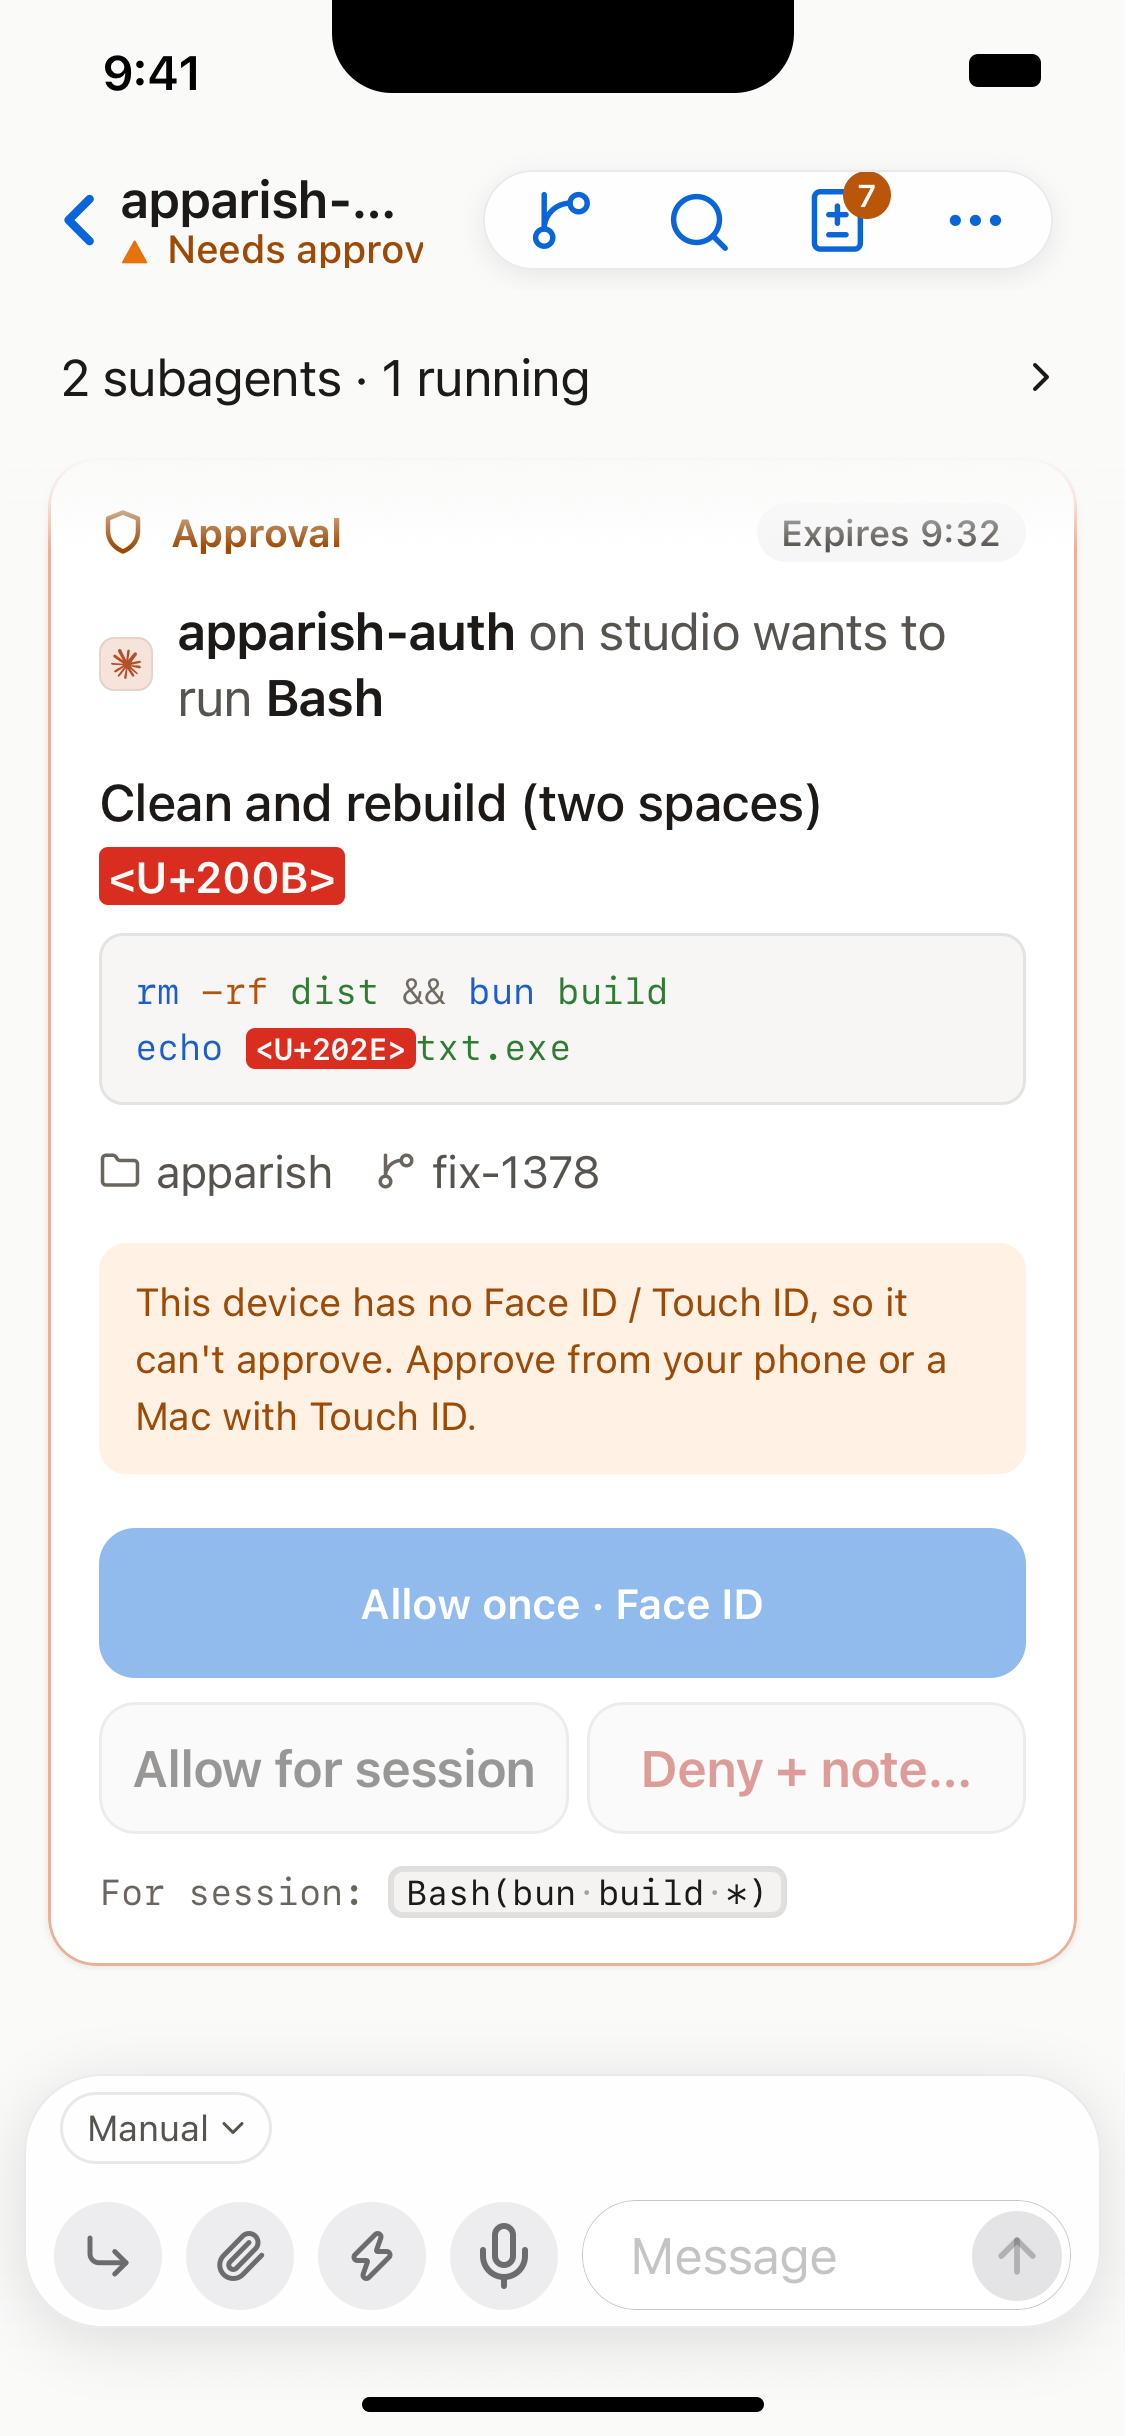 9:41
apparish-...
Needs approv
7
2 subagents · 1 running
Approval
Expires 9:32
apparish-auth on studio wants to
run Bash
Clean and rebuild (two spaces)
<U+200B>
rm -rf dist && bun build
echo <U+202E>txt.exe
apparish
fix-1378
This device has no Face ID / Touch ID, so it
can't approve. Approve from your phone or a
Mac with Touch ID.
Allow once · Face ID
Allow for session
Deny + note...
For session: Bash(bun·build·*)
Manual
Message